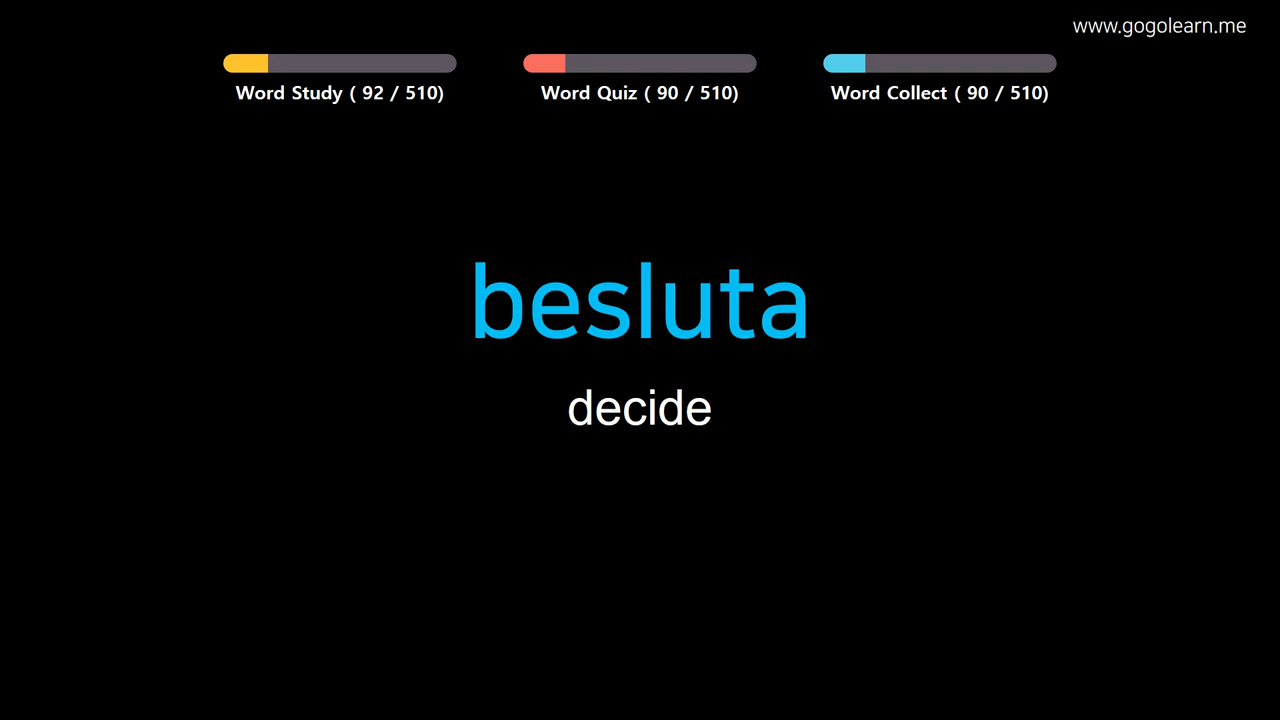 www.gogolearn.me
Word Study ( 92 / 510)
Word Quiz ( 90 / 510)
Word Collect ( 90 / 510)
besluta
decide